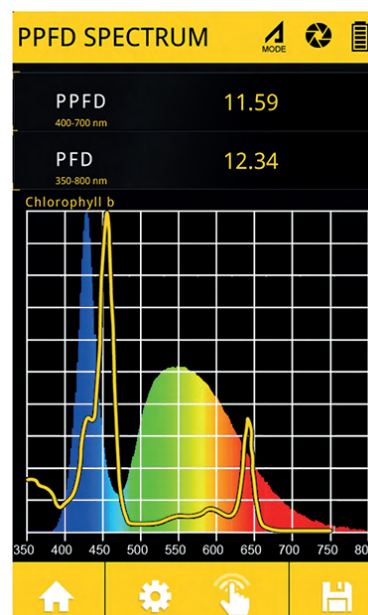 PPFD SPECTRUM
MODE
PPFD 11.59
400-700 nm
PFD 12.34
350-800 nm
Chlorophyll b
350 400 450 500 550 600 650 700 750 80